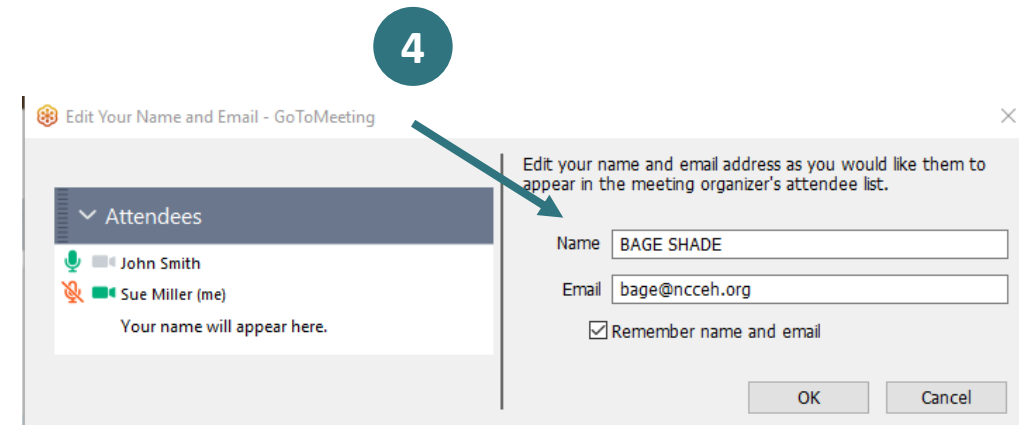 4
Edit Your Name and Email - GoToMeeting
Attendees
John Smith
Sue Miller (me)
Your name will appear here.
Edit your name and email address as you would like them to
appear in the meeting organizer's attendee list.
Name BAGE SHADE
Email bage@ncceh.org
Remember name and email
OK Cancel